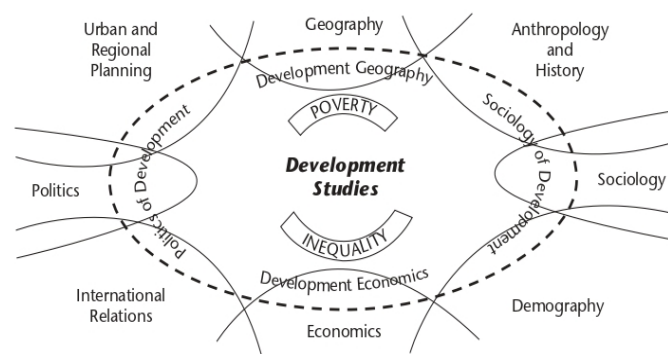 Urban and
Regional
Planning
Geography
Anthropology
and
History
Development Geography
POVERTY
Politics of Development
Sociology of Development
Development
Studies
Politics
Sociology
INEQUALITY
Development Economics
International
Relations
Economics
Demography